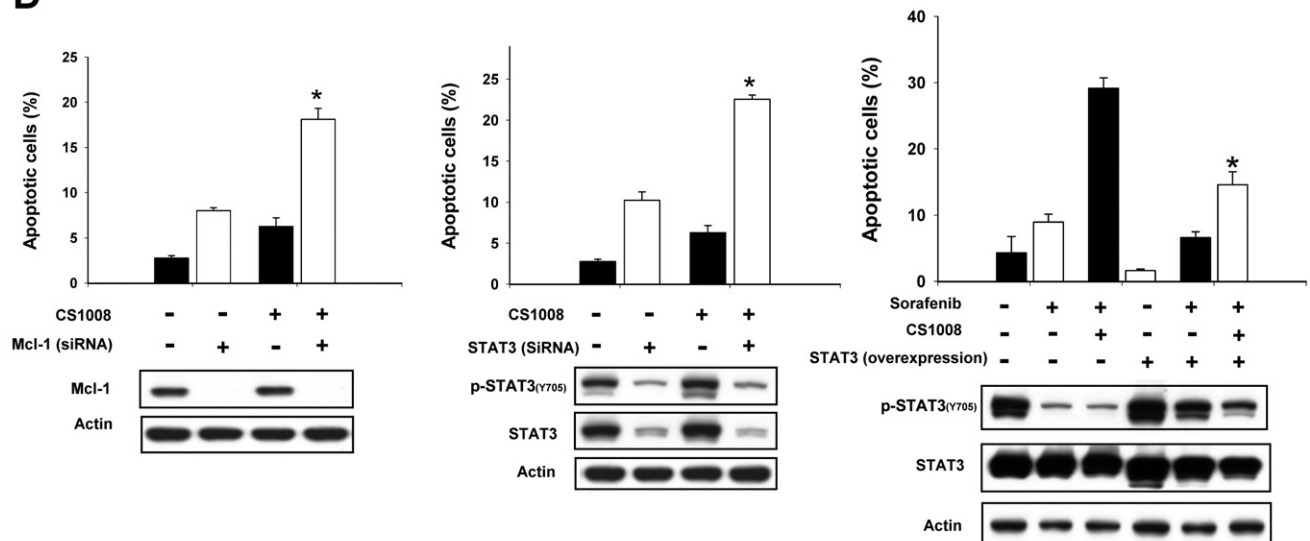 D
Apoptotic cells (%)
25
20
15
10
5
0
*
CS1008 - - + +
Mcl-1 (siRNA) - + - +
Mcl-1
Actin
Apoptotic cells (%)
25
20
15
10
5
0
*
CS1008 - - + +
STAT3 (SiRNA) - + - +
p-STAT3(Y705)
STAT3
Actin
Apoptotic cells (%)
40
30
20
10
0
*
Sorafenib - + + - + +
CS1008 - - + - - +
STAT3 (overexpression) - - - + + +
p-STAT3(Y705)
STAT3
Actin